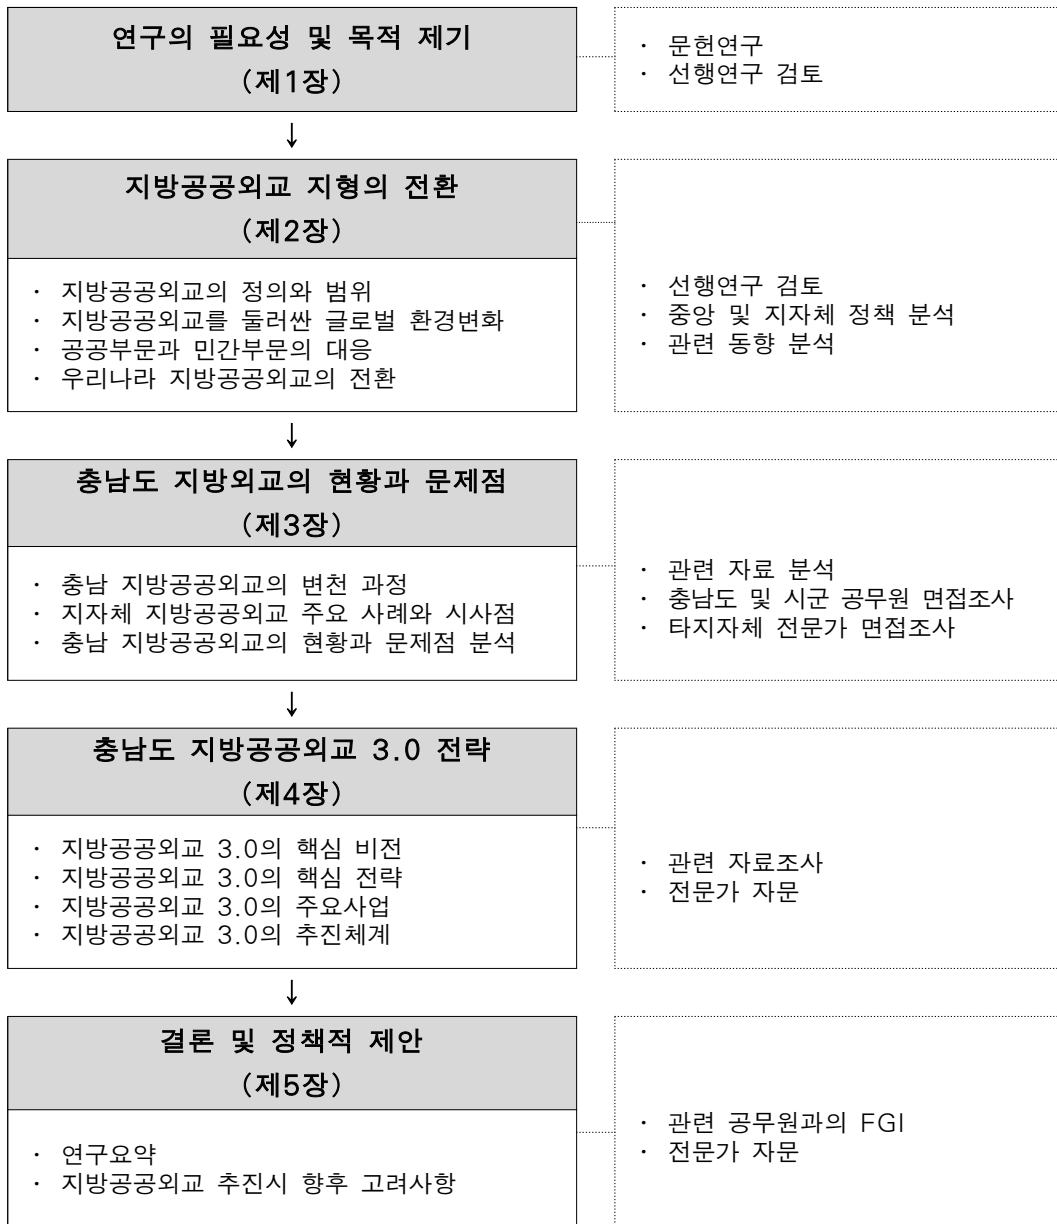 연구의 필요성 및 목적 제기
(제1장)
· 문헌연구
· 선행연구 검토
↓
지방공공외교 지형의 전환
(제2장)
· 지방공공외교의 정의와 범위
· 지방공공외교를 둘러싼 글로벌 환경변화
· 공공부문과 민간부문의 대응
· 우리나라 지방공공외교의 전환
· 선행연구 검토
· 중앙 및 지자체 정책 분석
· 관련 동향 분석
↓
충남도 지방외교의 현황과 문제점
(제3장)
· 충남 지방공공외교의 변천 과정
· 지자체 지방공공외교 주요 사례와 시사점
· 충남 지방공공외교의 현황과 문제점 분석
· 관련 자료 분석
· 충남도 및 시군 공무원 면접조사
· 타지자체 전문가 면접조사
↓
충남도 지방공공외교 3.0 전략
(제4장)
· 지방공공외교 3.0의 핵심 비전
· 지방공공외교 3.0의 핵심 전략
· 지방공공외교 3.0의 주요사업
· 지방공공외교 3.0의 추진체계
· 관련 자료조사
· 전문가 자문
↓
결론 및 정책적 제안
(제5장)
· 연구요약
· 지방공공외교 추진시 향후 고려사항
· 관련 공무원과의 FGI
· 전문가 자문